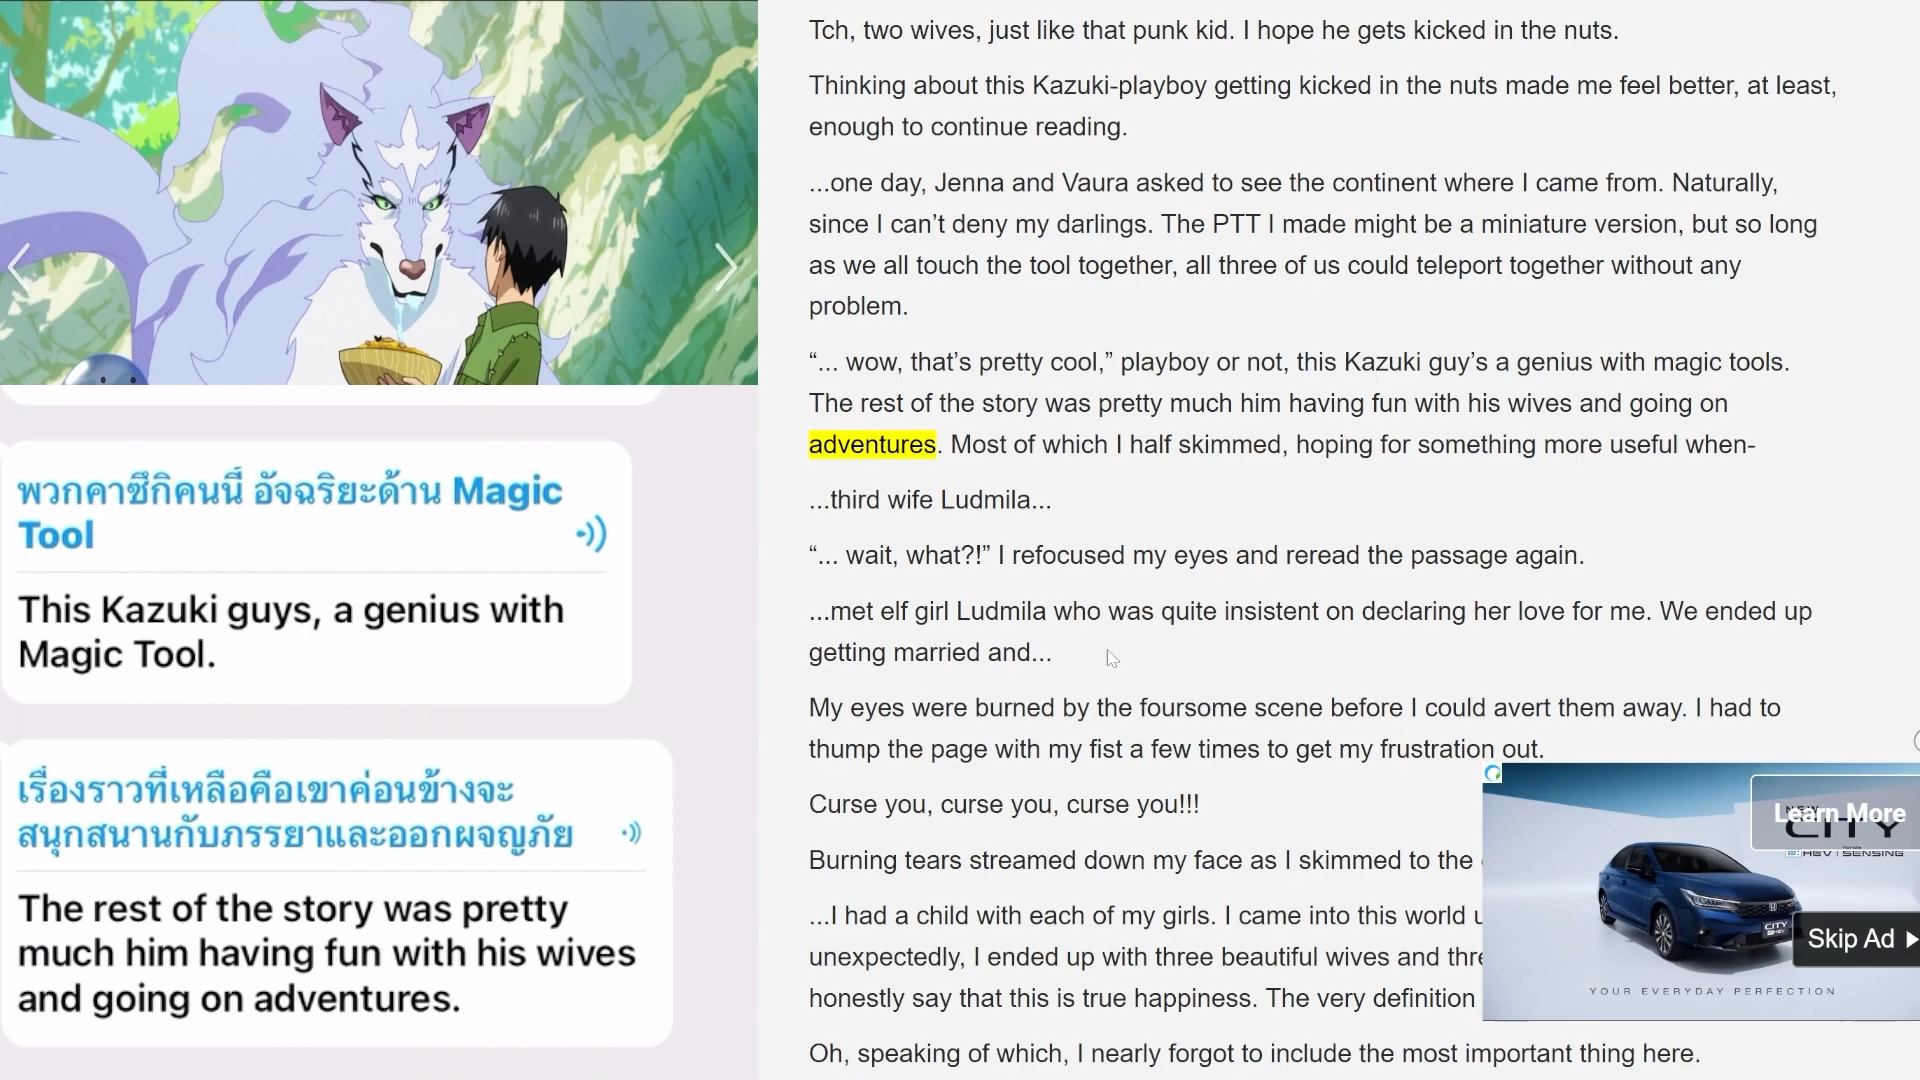 Tch, two wives, just like that punk kid. I hope he gets kicked in the nuts.
Thinking about this Kazuki-playboy getting kicked in the nuts made me feel better, at least,
enough to continue reading.
...one day, Jenna and Vaura asked to see the continent where I came from. Naturally,
since I can’t deny my darlings. The PTT I made might be a miniature version, but so long
as we all touch the tool together, all three of us could teleport together without any
problem.
“... wow, that’s pretty cool,” playboy or not, this Kazuki guy’s a genius with magic tools.
The rest of the story was pretty much him having fun with his wives and going on
adventures. Most of which I half skimmed, hoping for something more useful when-
...third wife Ludmila...
“... wait, what?!” I refocused my eyes and reread the passage again.
...met elf girl Ludmila who was quite insistent on declaring her love for me. We ended up
getting married and...
My eyes were burned by the foursome scene before I could avert them away. I had to
thump the page with my fist a few times to get my frustration out.
Curse you, curse you, curse you!!!
Burning tears streamed down my face as I skimmed to the
...I had a child with each of my girls. I came into this world
unexpectedly, I ended up with three beautiful wives and
honestly say that this is true happiness. The very definition
Oh, speaking of which, I nearly forgot to include the most important thing here.
พวกคาซึกิคนนี้ อัจฉริยะด้าน Magic
Tool
This Kazuki guys, a genius with
Magic Tool.
เรื่องราวที่เหลือคือเขาค่อนข้างจะ
สนุกสนานกับภรรยาและออกผจญภัย
The rest of the story was pretty
much him having fun with his wives
and going on adventures.
Learn More
NEW
CITY
e:HEV SENSING
CITY
Skip Ad
YOUR EVERYDAY PERFECTION